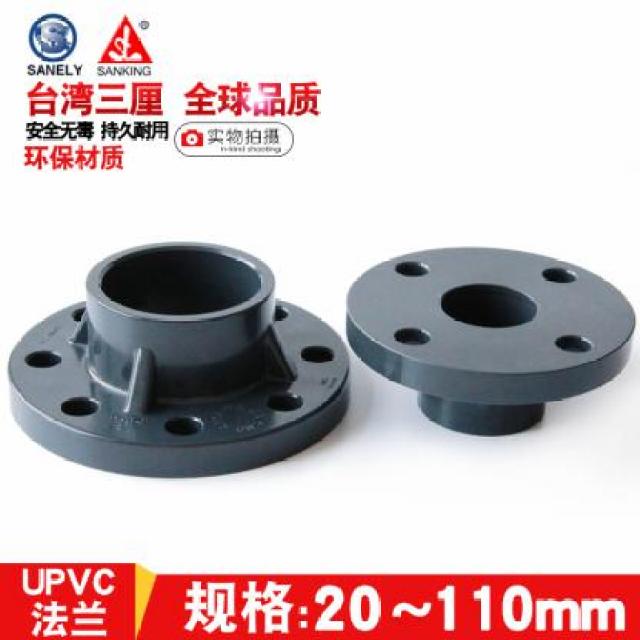 SANELY SANKING
台湾三厘 全球品质
安全无毒 持久耐用
环保材质
实物拍摄
n-kind shooting
UPVC
法兰
规格:20~110mm